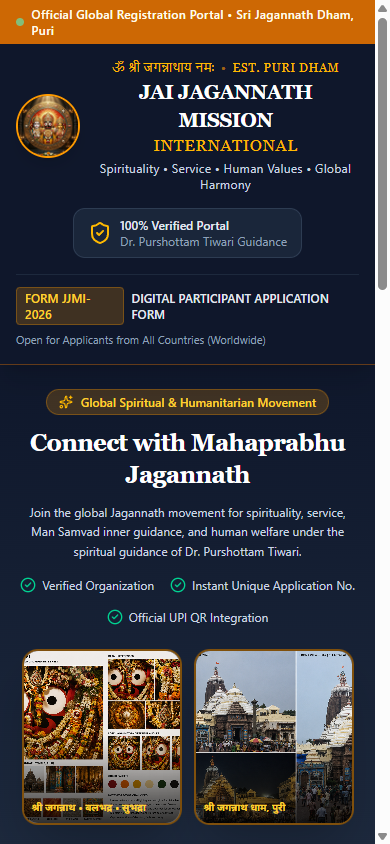 Official Global Registration Portal • Sri Jagannath Dham,
Puri
ॐ श्री जगन्नाथाय नमः • EST. PURI DHAM
JAI JAGANNATH
MISSION
INTERNATIONAL
Spirituality • Service • Human Values • Global
Harmony
100% Verified Portal
Dr. Purshottam Tiwari Guidance
FORM JJMI-
2026
DIGITAL PARTICIPANT APPLICATION
FORM
Open for Applicants from All Countries (Worldwide)
Global Spiritual & Humanitarian Movement
Connect with Mahaprabhu
Jagannath
Join the global Jagannath movement for spirituality, service,
Man Samvad inner guidance, and human welfare under the
spiritual guidance of Dr. Purshottam Tiwari.
Verified Organization
Instant Unique Application No.
Official UPI QR Integration
श्री जगन्नाथ • बलभद्र • सुभद्रा
श्री जगन्नाथ धाम, पुरी